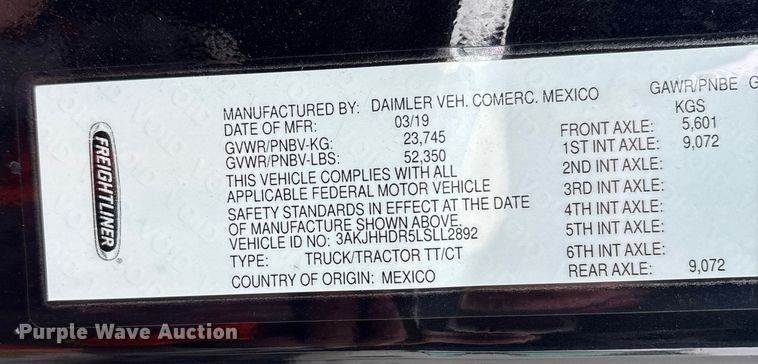 FREIGHTLINER
MANUFACTURED BY: DAIMLER VEH. COMERC. MEXICO
DATE OF MFR: 03/19
GVWR/PNBV-KG: 23,745
GVWR/PNBV-LBS: 52,350
THIS VEHICLE COMPLIES WITH ALL
APPLICABLE FEDERAL MOTOR VEHICLE
SAFETY STANDARDS IN EFFECT AT THE DATE
OF MANUFACTURE SHOWN ABOVE.
VEHICLE ID NO: 3AKJHHDR5LSLL2892
TYPE: TRUCK/TRACTOR TT/CT
COUNTRY OF ORIGIN: MEXICO
GAWR/PNBE G
KGS
FRONT AXLE: 5,601
1ST INT AXLE: 9,072
2ND INT AXLE:
3RD INT AXLE:
4TH INT AXLE:
5TH INT AXLE:
6TH INT AXLE:
REAR AXLE: 9,072
Purple Wave Auction